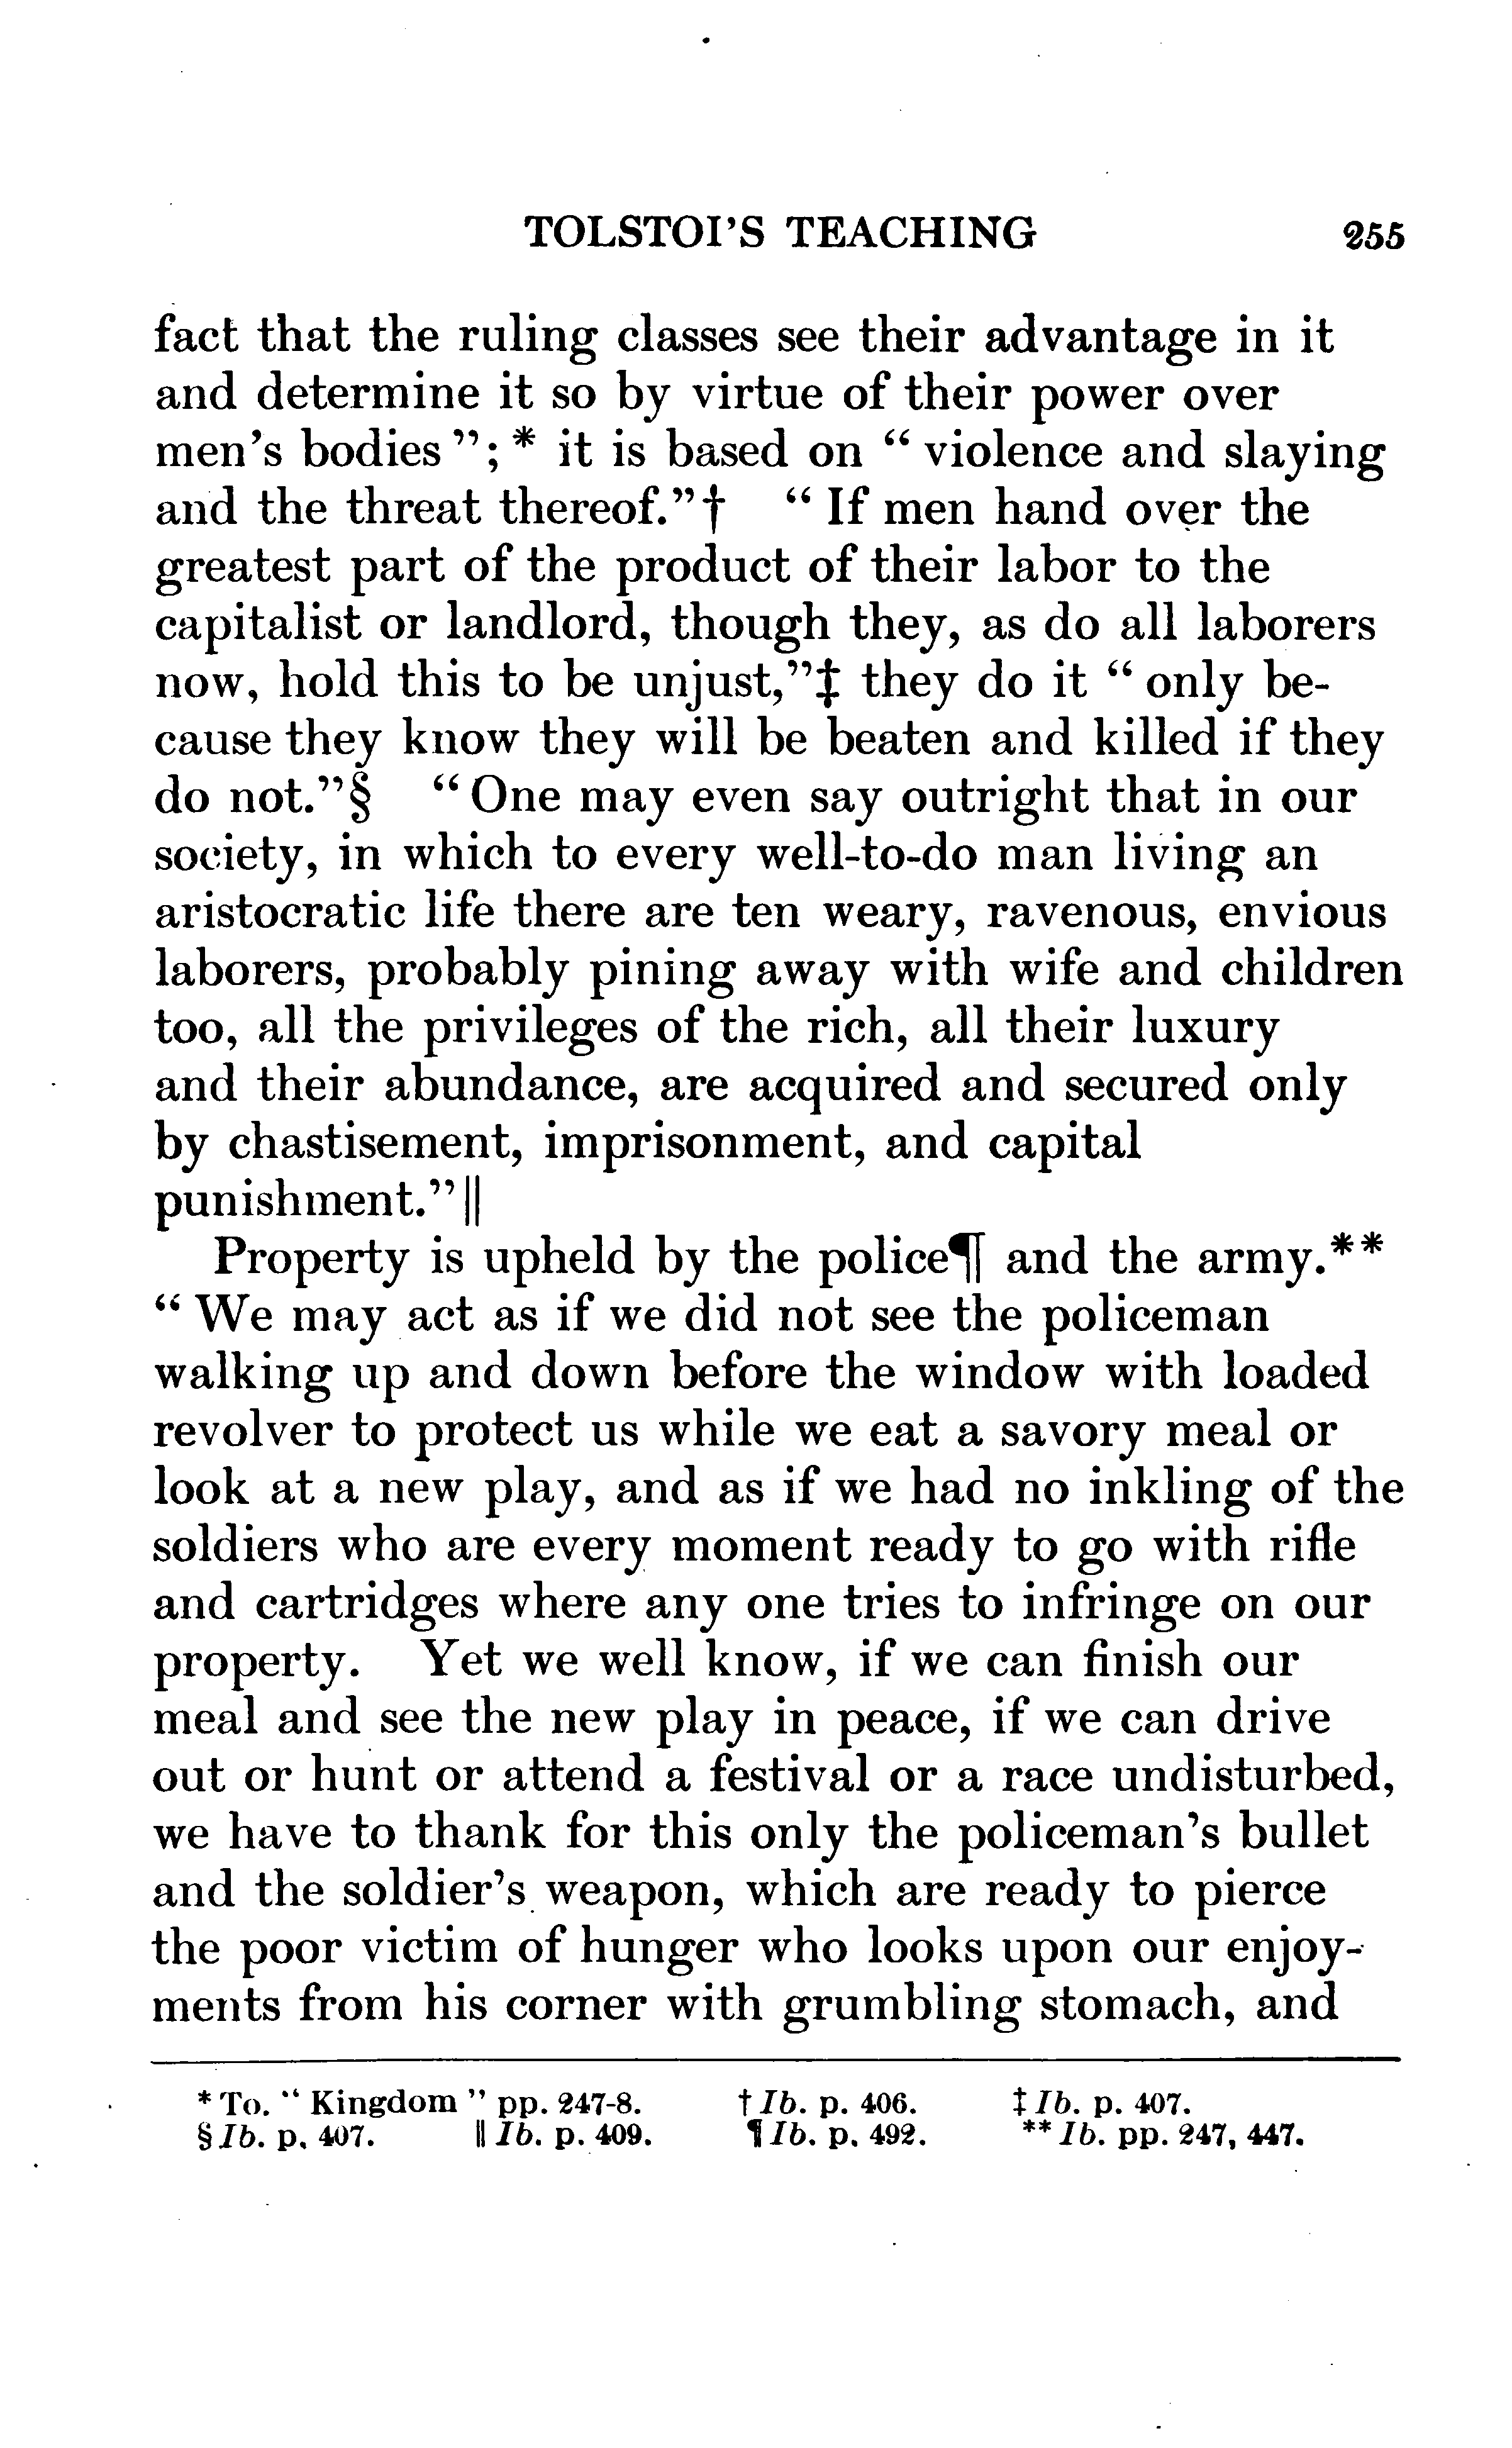 TOLSTOI'S TEACHING 255
fact that the ruling classes see their advantage in it
and determine it so by virtue of their power over
men's bodies"; * it is based on "violence and slaying
and the threat thereof."† "If men hand over the
greatest part of the product of their labor to the
capitalist or landlord, though they, as do all laborers
now, hold this to be unjust,"‡ they do it "only be-
cause they know they will be beaten and killed if they
do not."§ "One may even say outright that in our
society, in which to every well-to-do man living an
aristocratic life there are ten weary, ravenous, envious
laborers, probably pining away with wife and children
too, all the privileges of the rich, all their luxury
and their abundance, are acquired and secured only
by chastisement, imprisonment, and capital
punishment."‖
Property is upheld by the police¶ and the army.**
"We may act as if we did not see the policeman
walking up and down before the window with loaded
revolver to protect us while we eat a savory meal or
look at a new play, and as if we had no inkling of the
soldiers who are every moment ready to go with rifle
and cartridges where any one tries to infringe on our
property. Yet we well know, if we can finish our
meal and see the new play in peace, if we can drive
out or hunt or attend a festival or a race undisturbed,
we have to thank for this only the policeman's bullet
and the soldier's weapon, which are ready to pierce
the poor victim of hunger who looks upon our enjoy-
ments from his corner with grumbling stomach, and
* To. "Kingdom" pp. 247-8. † Ib. p. 406. ‡ Ib. p. 407.
§ Ib. p. 407. ‖ Ib. p. 409. ¶ Ib. p. 492. ** Ib. pp. 247, 447.